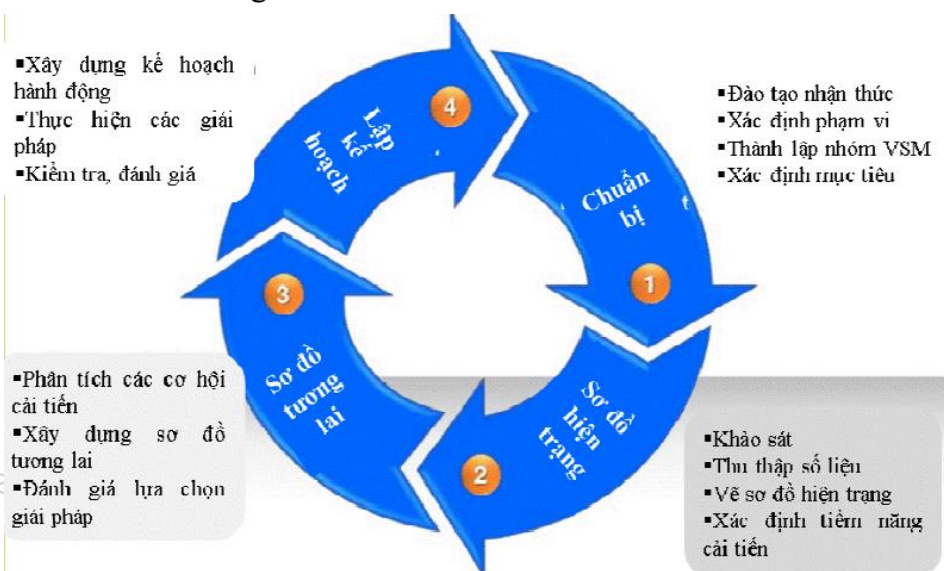 ▪Xây dựng kế hoạch
hành động
▪Thực hiện các giải
pháp
▪Kiểm tra, đánh giá
4
Lập
kế
hoạch
▪Đào tạo nhận thức
▪Xác định phạm vi
▪Thành lập nhóm VSM
▪Xác định mục tiêu
Chuẩn
bị
1
3
Sơ đồ
tương
lai
Sơ đồ
hiện
trạng
2
▪Phân tích các cơ hội
cải tiến
▪Xây dựng sơ đồ
tương lai
▪Đánh giá lựa chọn
giải pháp
▪Khảo sát
▪Thu thập số liệu
▪Vẽ sơ đồ hiện trạng
▪Xác định tiềm năng
cải tiến